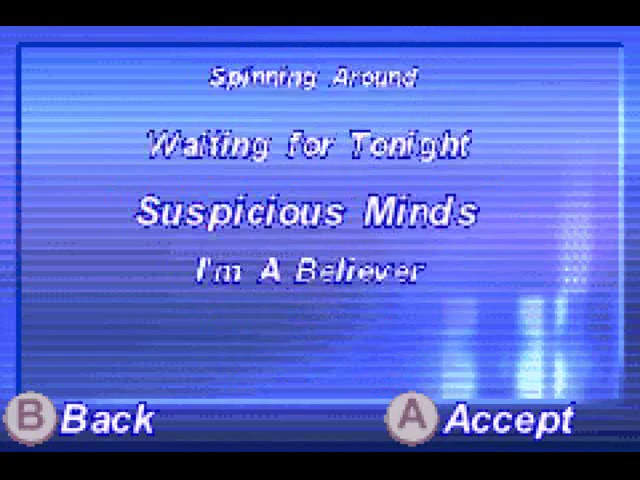 Spinning Around
Waiting for Tonight
Suspicious Minds
I'm A Believer
B Back
A Accept